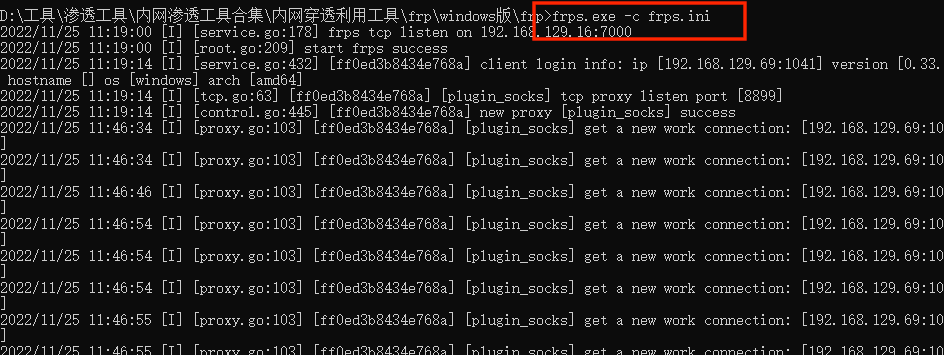 D:\工具\渗透工具\内网渗透工具合集\内网穿透利用工具\frp\windows版\frp>frps.exe -c frps.ini
2022/11/25 11:19:00 [I] [service.go:178] frps tcp listen on 192.168.129.16:7000
2022/11/25 11:19:00 [I] [root.go:209] start frps success
2022/11/25 11:19:14 [I] [service.go:432] [ff0ed3b8434e768a] client login info: ip [192.168.129.69:1041] version [0.33.
hostname [] os [windows] arch [amd64]
2022/11/25 11:19:14 [I] [tcp.go:63] [ff0ed3b8434e768a] [plugin_socks] tcp proxy listen port [8899]
2022/11/25 11:19:14 [I] [control.go:445] [ff0ed3b8434e768a] new proxy [plugin_socks] success
2022/11/25 11:46:34 [I] [proxy.go:103] [ff0ed3b8434e768a] [plugin_socks] get a new work connection: [192.168.129.69:10
]
2022/11/25 11:46:34 [I] [proxy.go:103] [ff0ed3b8434e768a] [plugin_socks] get a new work connection: [192.168.129.69:10
]
2022/11/25 11:46:46 [I] [proxy.go:103] [ff0ed3b8434e768a] [plugin_socks] get a new work connection: [192.168.129.69:10
]
2022/11/25 11:46:54 [I] [proxy.go:103] [ff0ed3b8434e768a] [plugin_socks] get a new work connection: [192.168.129.69:10
]
2022/11/25 11:46:54 [I] [proxy.go:103] [ff0ed3b8434e768a] [plugin_socks] get a new work connection: [192.168.129.69:10
]
2022/11/25 11:46:54 [I] [proxy.go:103] [ff0ed3b8434e768a] [plugin_socks] get a new work connection: [192.168.129.69:10
]
2022/11/25 11:46:55 [I] [proxy.go:103] [ff0ed3b8434e768a] [plugin_socks] get a new work connection: [192.168.129.69:10
]
2022/11/25 11:46:55 [I] [proxy.go:103] [ff0ed3b8434e768a] [plugin_socks] get a new work connection: [192.168.129.69:10